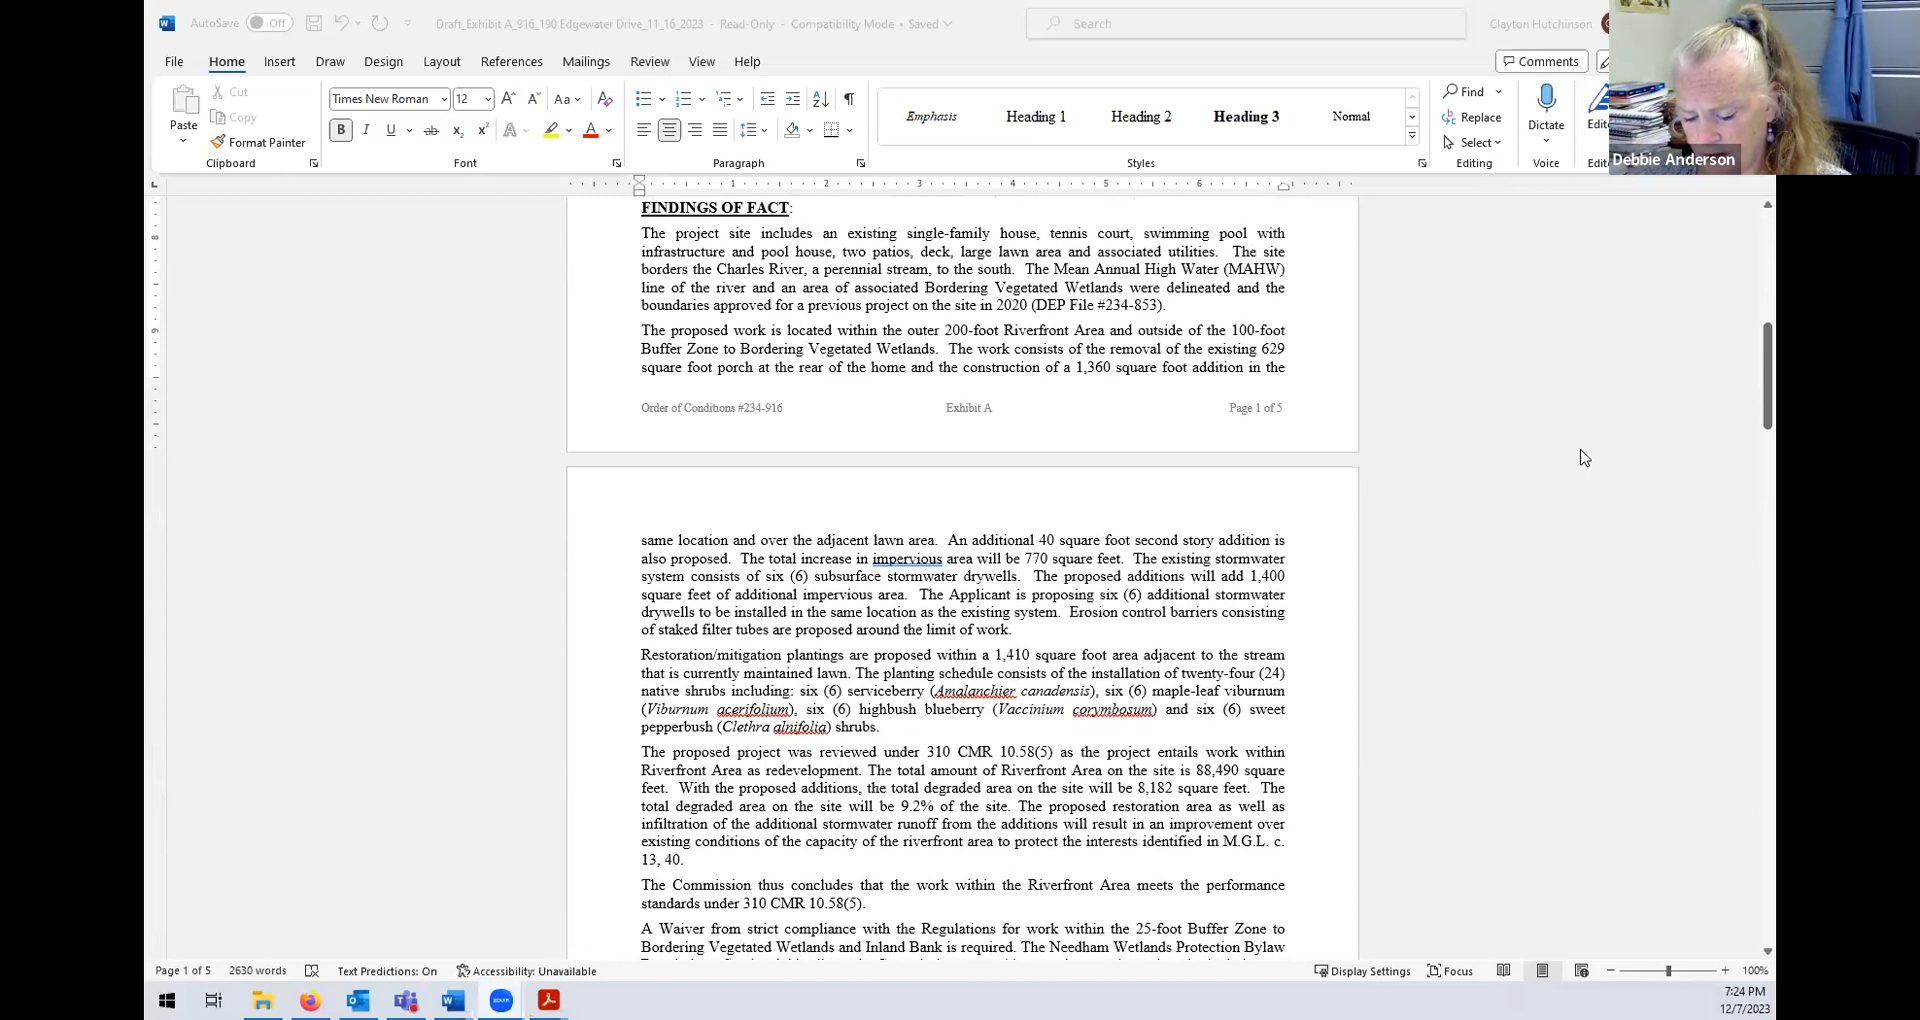 AutoSave Off
Draft_Exhibit A_916_190 Edgewater Drive_11_16_2023 - Read-Only - Compatibility Mode • Saved
Search
Clayton Hutchinson
File Home Insert Draw Design Layout References Mailings Review View Help
Comments
Paste
Cut
Copy
Format Painter
Clipboard
Times New Roman 12
Font
Paragraph
Emphasis Heading 1 Heading 2 Heading 3 Normal
Styles
Find
Replace
Select
Editing
Dictate
Voice
Debbie Anderson
1 2 3 4 5 6
FINDINGS OF FACT:
The project site includes an existing single-family house, tennis court, swimming pool with
infrastructure and pool house, two patios, deck, large lawn area and associated utilities. The site
borders the Charles River, a perennial stream, to the south. The Mean Annual High Water (MAHW)
line of the river and an area of associated Bordering Vegetated Wetlands were delineated and the
boundaries approved for a previous project on the site in 2020 (DEP File #234-853).
The proposed work is located within the outer 200-foot Riverfront Area and outside of the 100-foot
Buffer Zone to Bordering Vegetated Wetlands. The work consists of the removal of the existing 629
square foot porch at the rear of the home and the construction of a 1,360 square foot addition in the
Order of Conditions #234-916 Exhibit A Page 1 of 5
same location and over the adjacent lawn area. An additional 40 square foot second story addition is
also proposed. The total increase in impervious area will be 770 square feet. The existing stormwater
system consists of six (6) subsurface stormwater drywells. The proposed additions will add 1,400
square feet of additional impervious area. The Applicant is proposing six (6) additional stormwater
drywells to be installed in the same location as the existing system. Erosion control barriers consisting
of staked filter tubes are proposed around the limit of work.
Restoration/mitigation plantings are proposed within a 1,410 square foot area adjacent to the stream
that is currently maintained lawn. The planting schedule consists of the installation of twenty-four (24)
native shrubs including: six (6) serviceberry (Amalanchier canadensis), six (6) maple-leaf viburnum
(Viburnum acerifolium), six (6) highbush blueberry (Vaccinium corymbosum) and six (6) sweet
pepperbush (Clethra alnifolia) shrubs.
The proposed project was reviewed under 310 CMR 10.58(5) as the project entails work within
Riverfront Area as redevelopment. The total amount of Riverfront Area on the site is 88,490 square
feet. With the proposed additions, the total degraded area on the site will be 8,182 square feet. The
total degraded area on the site will be 9.2% of the site. The proposed restoration area as well as
infiltration of the additional stormwater runoff from the additions will result in an improvement over
existing conditions of the capacity of the riverfront area to protect the interests identified in M.G.L. c.
13, 40.
The Commission thus concludes that the work within the Riverfront Area meets the performance
standards under 310 CMR 10.58(5).
A Waiver from strict compliance with the Regulations for work within the 25-foot Buffer Zone to
Bordering Vegetated Wetlands and Inland Bank is required. The Needham Wetlands Protection Bylaw
Page 1 of 5 2630 words Text Predictions: On Accessibility: Unavailable
Display Settings Focus 100%
7:24 PM
12/7/2023